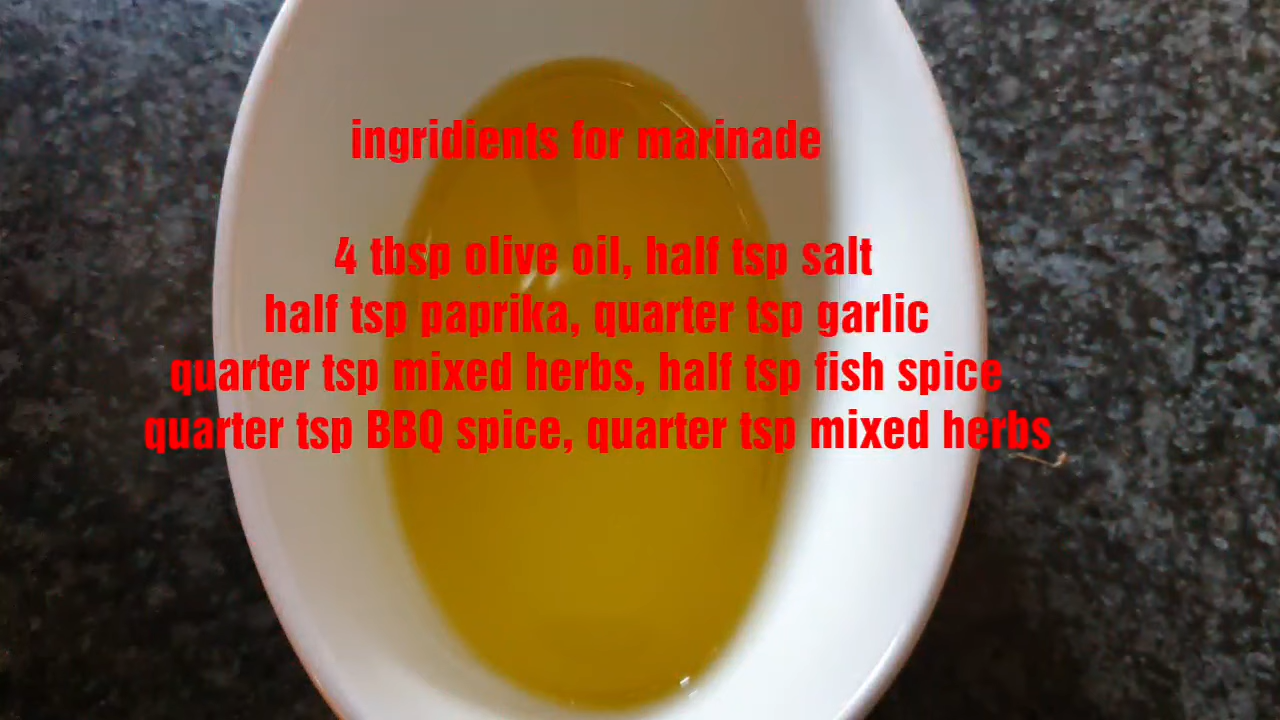 ingridients for marinade
4 tbsp olive oil, half tsp salt
half tsp paprika, quarter tsp garlic
quarter tsp mixed herbs, half tsp fish spice
quarter tsp BBQ spice, quarter tsp mixed herbs